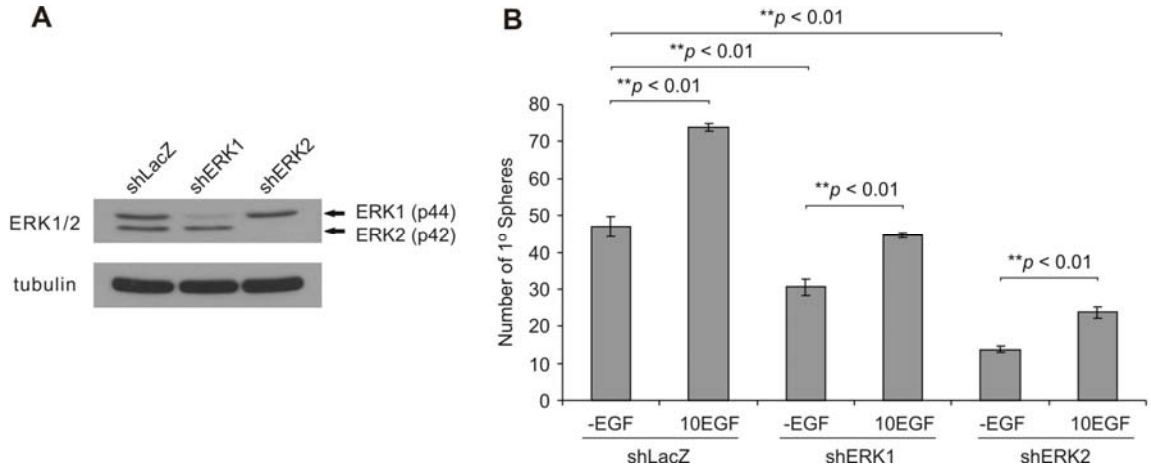 A
shLacZ
shERK1
shERK2
ERK1/2
ERK1 (p44)
ERK2 (p42)
tubulin
B
**p < 0.01
**p < 0.01
**p < 0.01
**p < 0.01
**p < 0.01
Number of 1º Spheres
80
70
60
50
40
30
20
10
0
-EGF 10EGF -EGF 10EGF -EGF 10EGF
shLacZ shERK1 shERK2